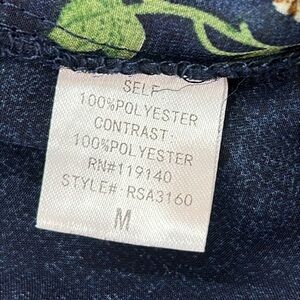 SELF
100%POLYESTER
CONTRAST:
100%POLYESTER
RN#119140
STYLE#: RSA3160
M